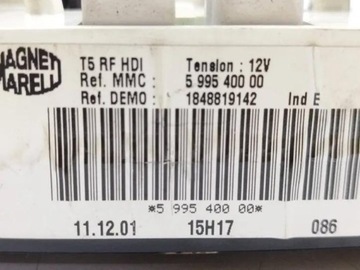 MAGNETI
MARELLI
T5 RF HDI Tension : 12V
Ref. MMC : 5 995 400 00
Ref. DEMO : 1848819142 Ind E
*5 995 400 00*
11.12.01 15H17 086